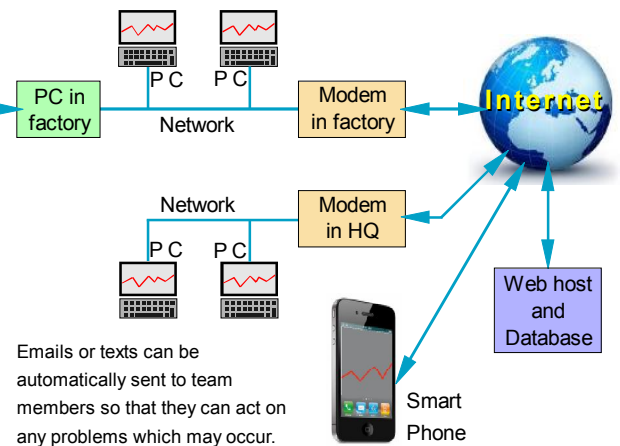 P C
P C
PC in
factory
Network
Modem
in factory
Internet
Network
Modem
in HQ
P C
P C
Web host
and
Database
Emails or texts can be
automatically sent to team
members so that they can act on
any problems which may occur.
Smart
Phone